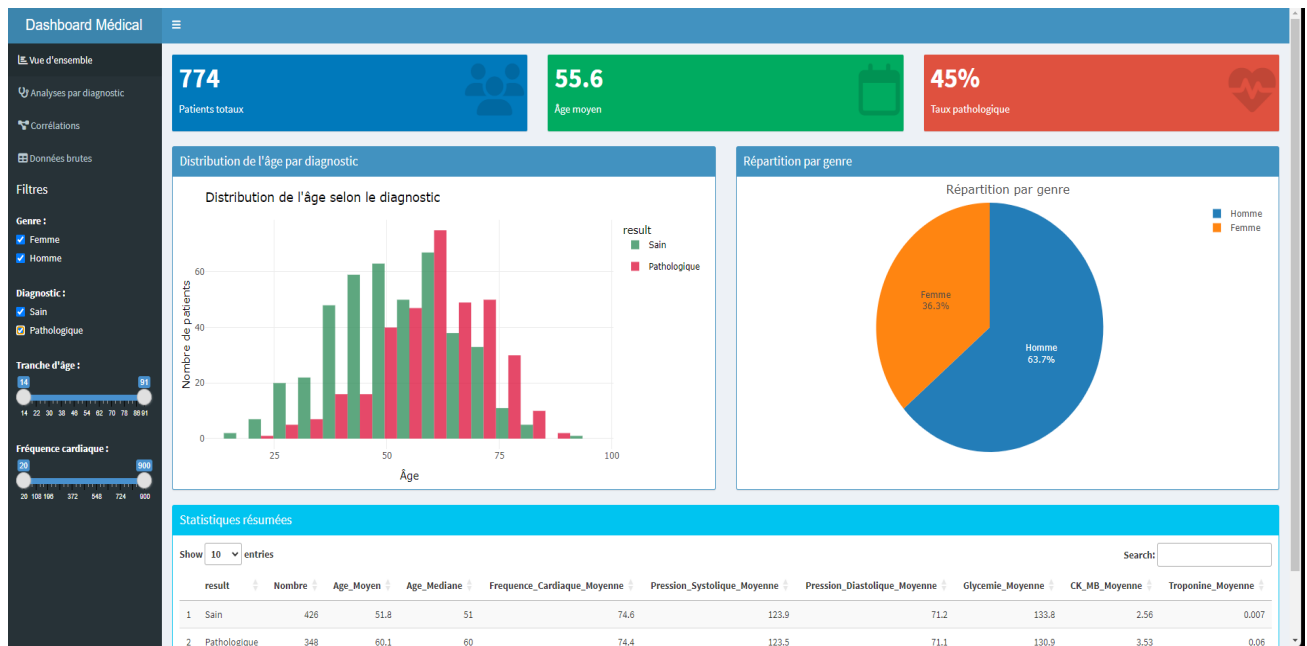 Dashboard Médical
Vue d'ensemble
Analyses par diagnostic
Corrélations
Données brutes
Filtres
Genre :
Femme
Homme
Diagnostic :
Sain
Pathologique
Tranche d'âge :
14 91
14 22 30 38 46 54 62 70 78 86 91
Fréquence cardiaque :
20 900
20 108 196 372 548 724 900
774
Patients totaux
55.6
Âge moyen
45%
Taux pathologique
Distribution de l'âge par diagnostic
Distribution de l'âge selon le diagnostic
Nombre de patients
60
40
20
0
25 50 75 100
Âge
result
Sain
Pathologique
Répartition par genre
Répartition par genre
Femme
36.3%
Homme
63.7%
Homme
Femme
Statistiques résumées
Show 10 entries
Search:
result Nombre Age_Moyen Age_Mediane Frequence_Cardiaque_Moyenne Pression_Systolique_Moyenne Pression_Diastolique_Moyenne Glycemie_Moyenne CK_MB_Moyenne Troponine_Moyenne
1 Sain 426 51.8 51 74.6 123.9 71.2 133.8 2.56 0.007
2 Pathologique 348 60.1 60 74.4 123.5 71.1 130.9 3.53 0.06